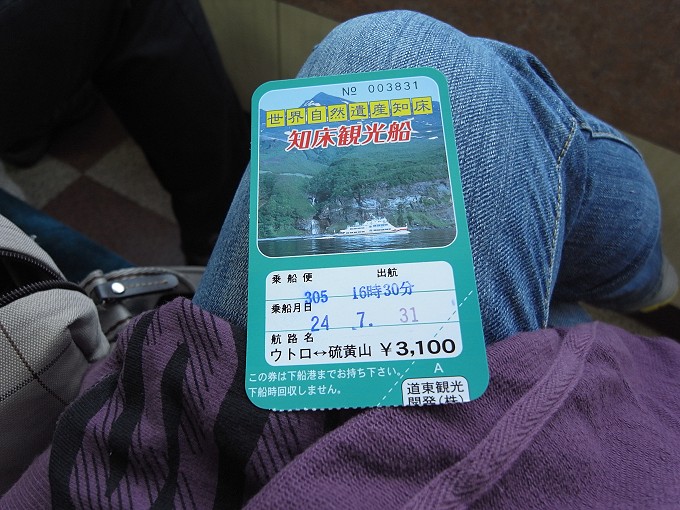 No 003831
世界自然遺産知床
知床観光船
乗船便 出航
305 16時30分
乗船月日
24 7. 31
航路名
ウトロ↔硫黄山 ¥3,100
この券は下船港までお持ち下さい。
下船時回収しません。
A
道東観光
開発(株)